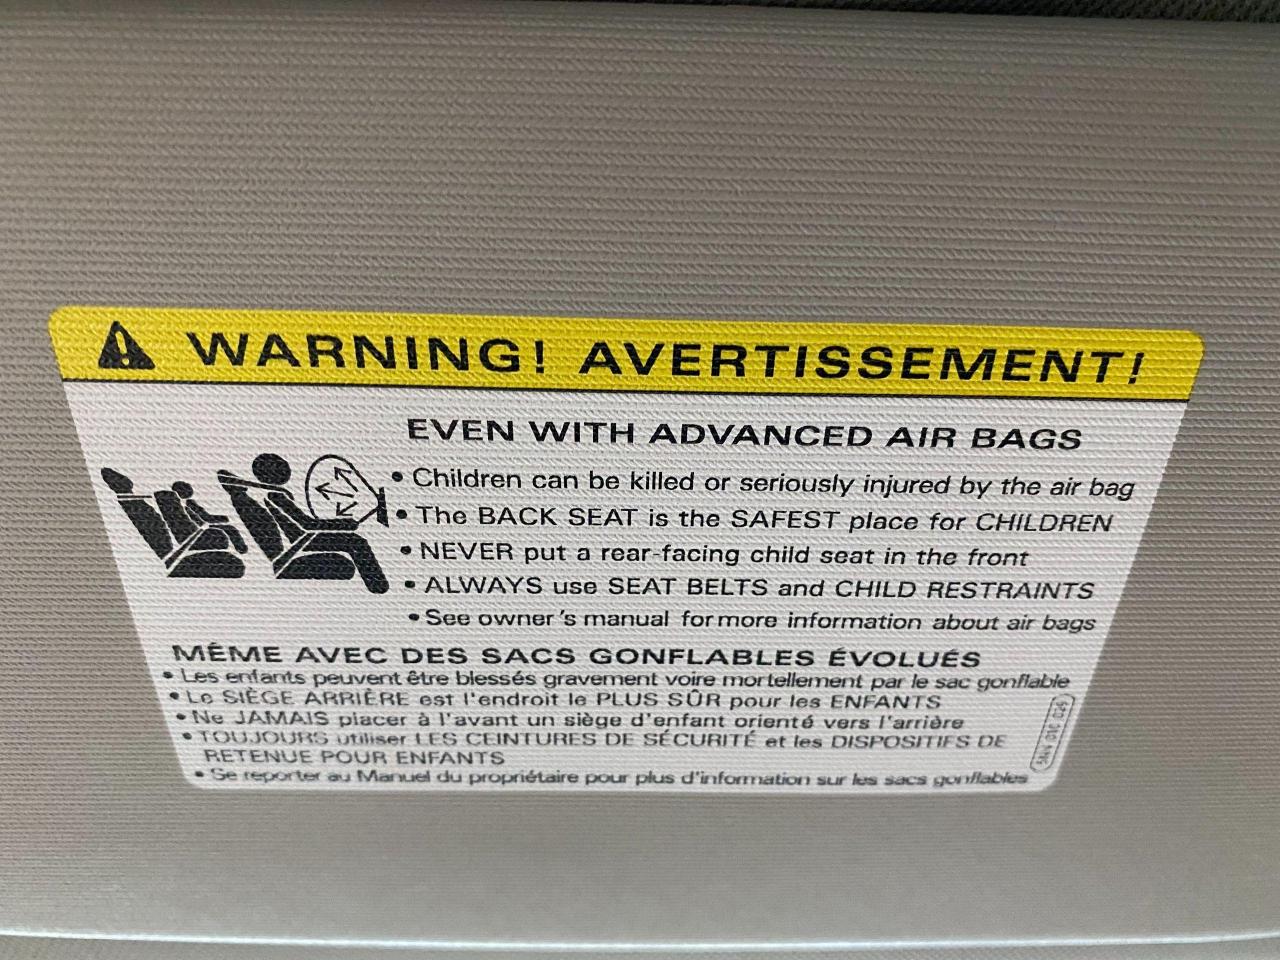 WARNING! AVERTISSEMENT!
EVEN WITH ADVANCED AIR BAGS
• Children can be killed or seriously injured by the air bag
• The BACK SEAT is the SAFEST place for CHILDREN
• NEVER put a rear-facing child seat in the front
• ALWAYS use SEAT BELTS and CHILD RESTRAINTS
• See owner's manual for more information about air bags
MÊME AVEC DES SACS GONFLABLES ÉVOLUÉS
• Les enfants peuvent être blessés gravement voire mortellement par le sac gonflable
• Le SIÈGE ARRIÈRE est l'endroit le PLUS SÛR pour les ENFANTS
• Ne JAMAIS placer à l'avant un siège d'enfant orienté vers l'arrière
• TOUJOURS utiliser LES CEINTURES DE SÉCURITÉ et les DISPOSITIFS DE
RETENUE POUR ENFANTS
• Se reporter au Manuel du propriétaire pour plus d'information sur les sacs gonflables